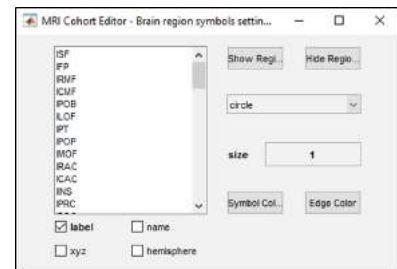 MRI Cohort Editor - Brain region symbols settin...
lSF
lFP
lRMF
lCMF
lPOB
lLOF
lPT
lPOP
lMOF
lRAC
lCAC
lNS
lPRC
Show Regi...
Hide Regio...
circle
size
1
Symbol Col...
Edge Color
label
name
xyz
hemisphere